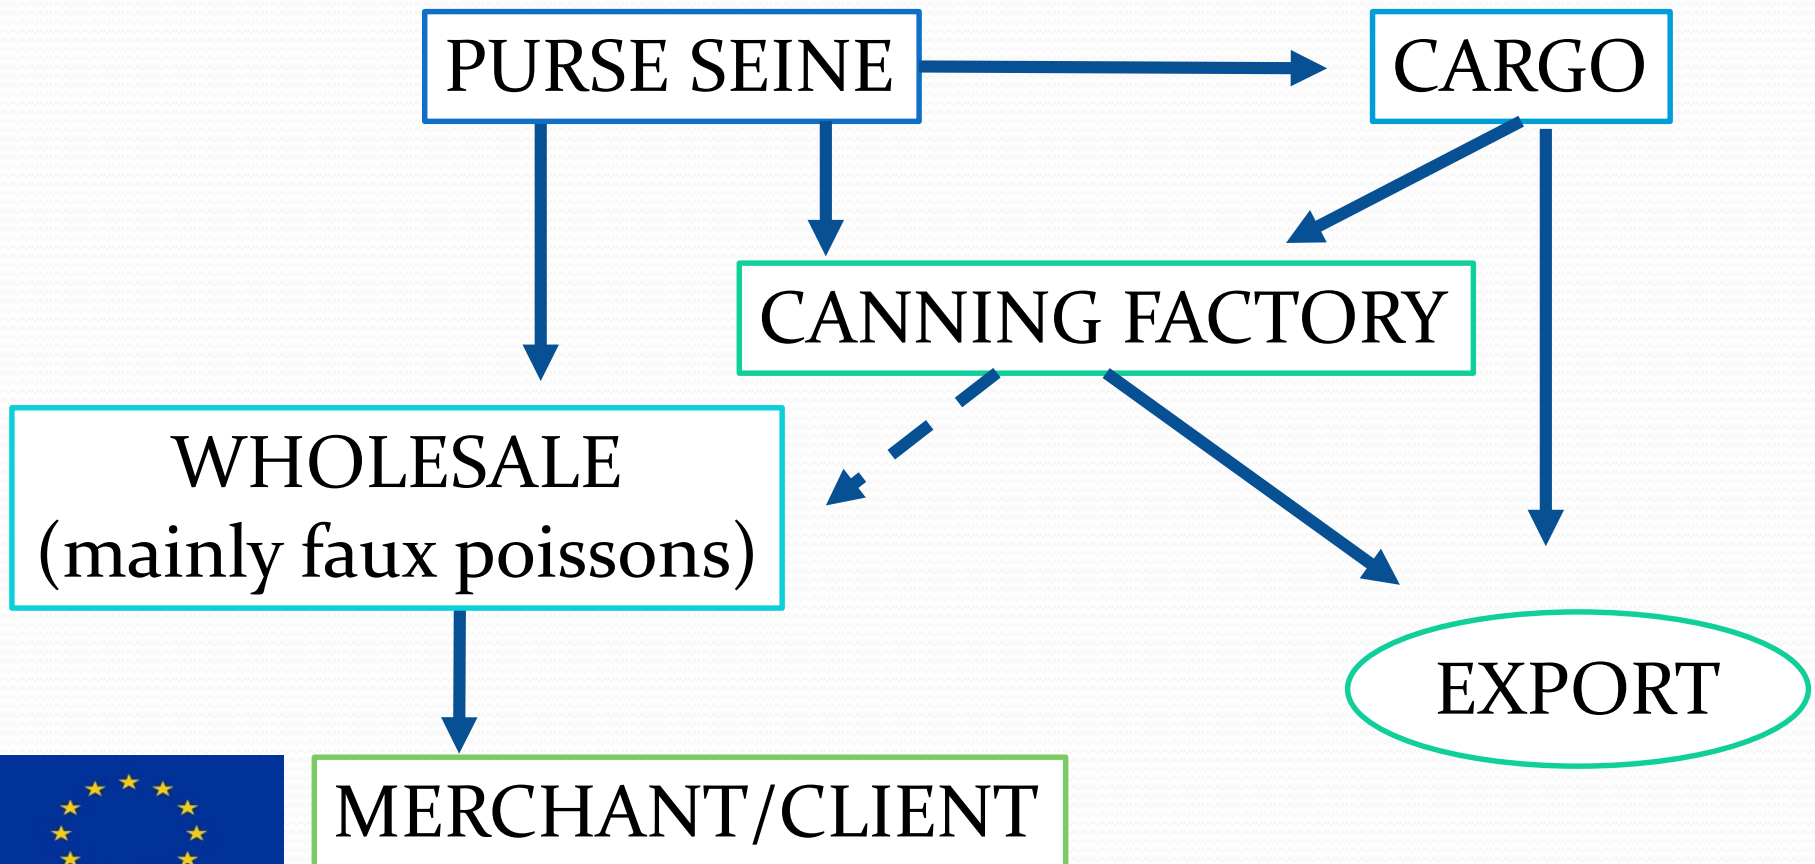 PURSE SEINE
CARGO
CANNING FACTORY
WHOLESALE
(mainly faux poissons)
EXPORT
MERCHANT/CLIENT